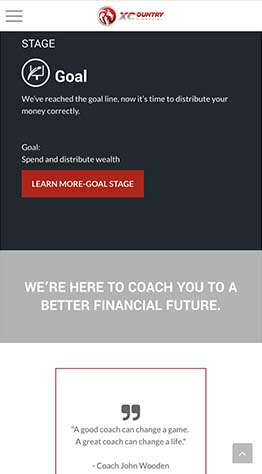 XCOUNTRY
FINANCIAL
STAGE
Goal
We've reached the goal line, now it's time to distribute your
money correctly.
Goal:
Spend and distribute wealth
LEARN MORE-GOAL STAGE
WE'RE HERE TO COACH YOU TO A
BETTER FINANCIAL FUTURE.
"A good coach can change a game.
A great coach can change a life."
- Coach John Wooden